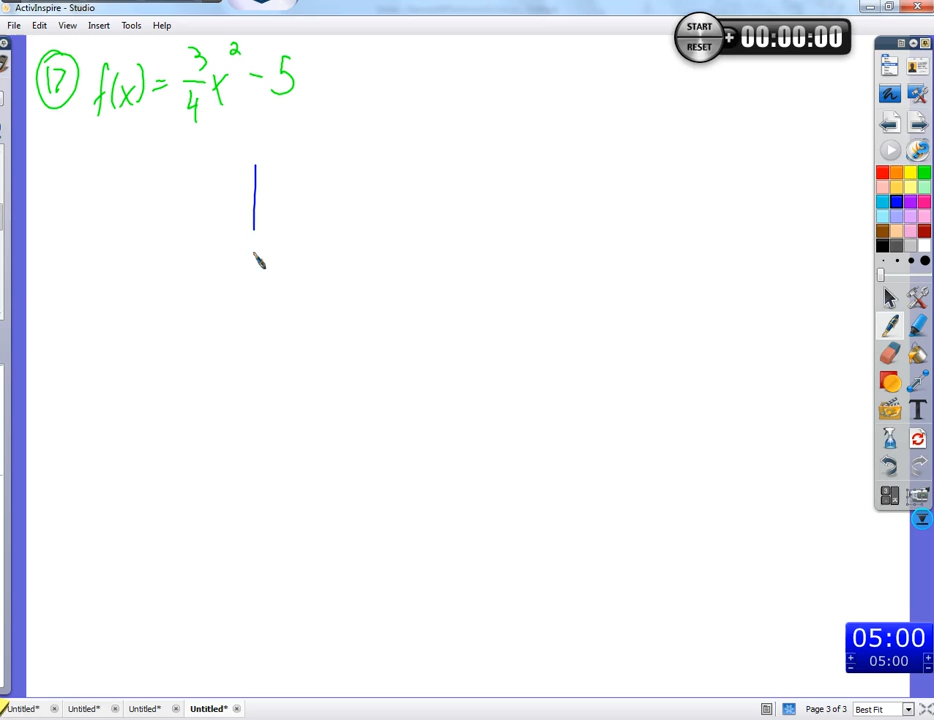 ActivInspire - Studio
File Edit View Insert Tools Help
START
RESET
00:00:00
17 f(x) = 3/4 x² - 5
05:00
05:00
Untitled* Untitled* Untitled* Untitled*
Page 3 of 3 Best Fit